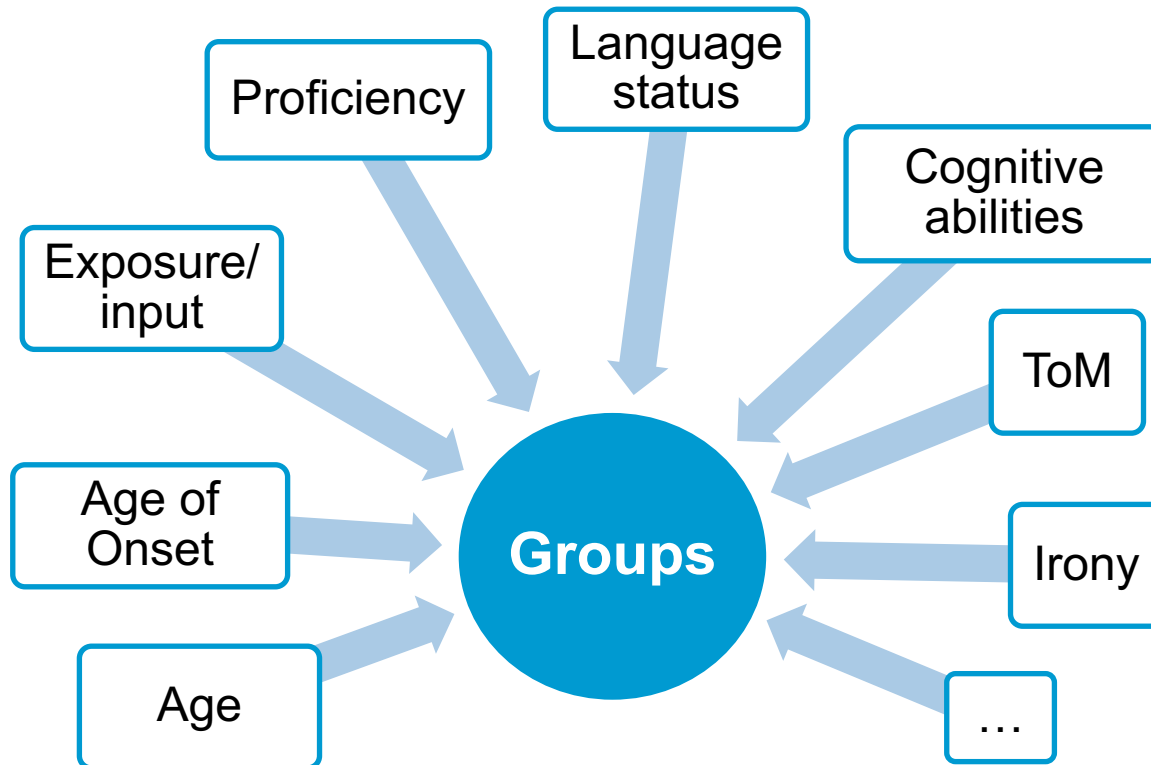 Language
status
Proficiency
Cognitive
abilities
Exposure/
input
ToM
Age of
Onset
Groups
Irony
Age
…